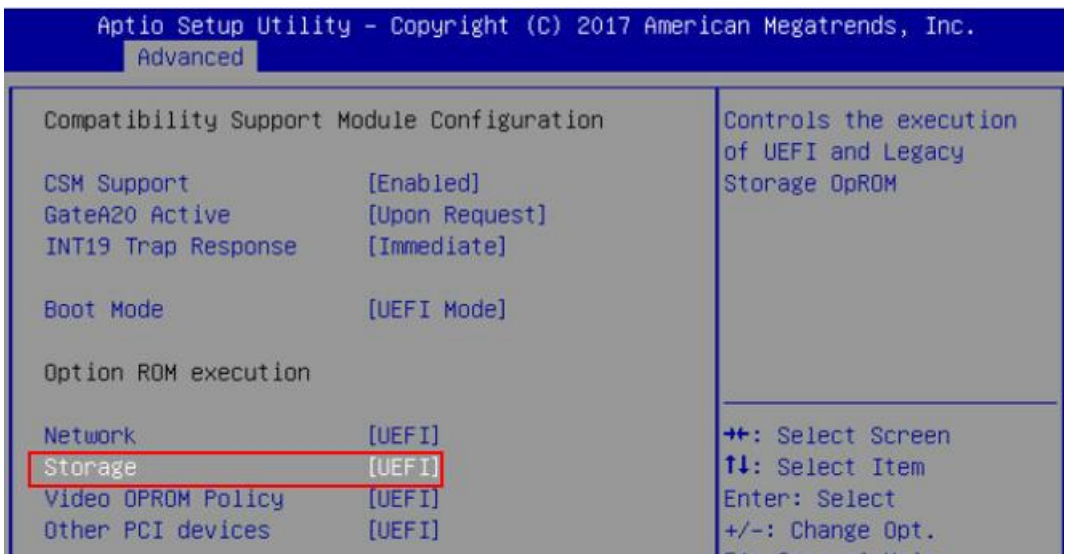 Aptio Setup Utility – Copyright (C) 2017 American Megatrends, Inc.
Advanced
Compatibility Support Module Configuration
CSM Support [Enabled]
GateA20 Active [Upon Request]
INT19 Trap Response [Immediate]
Boot Mode [UEFI Mode]
Option ROM execution
Network [UEFI]
Storage [UEFI]
Video OPROM Policy [UEFI]
Other PCI devices [UEFI]
Controls the execution
of UEFI and Legacy
Storage OpROM
→←: Select Screen
↑↓: Select Item
Enter: Select
+/-: Change Opt.